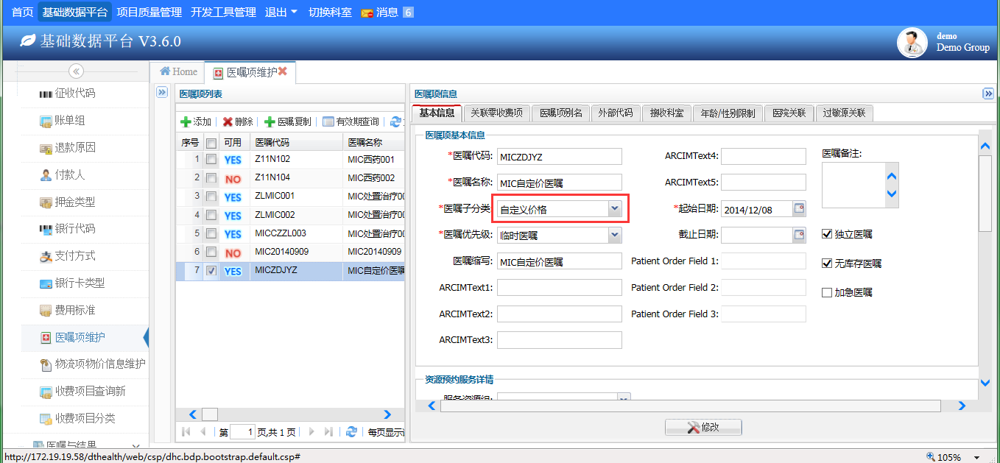 首页 基础数据平台 项目质量管理 开发工具管理 退出 切换科室 消息 6
基础数据平台 V3.6.0
demo
Demo Group
征收代码
账单组
退款原因
付款人
押金类型
银行代码
支付方式
银行卡类型
费用标准
医嘱项维护
物流项物价信息维护
收费项目查询新
收费项目分类
医嘱与结果
Home 医嘱项维护
医嘱项列表
添加 删除 医嘱复制 有效期查询
序号 可用 医嘱代码 医嘱名称
1 YES Z11N102 MIC西药001
2 NO Z11N104 MIC西药002
3 YES ZLMIC001 MIC处置治疗00
4 YES ZLMIC002 MIC处置治疗00
5 YES MICCZZL003 MIC处置治疗00
6 NO MIC20140909 MIC20140909
7 YES MICZDJYZ MIC自定价医嘱
第 1 页,共 1 页 每页显示
医嘱项信息
基本信息 关联零收费项 医嘱项别名 外部代码 接收科室 年龄/性别限制 医院关联 过敏源关联
医嘱项基本信息
*医嘱代码: MICZDJYZ ARCIMText4: 医嘱备注:
*医嘱名称: MIC自定价医嘱 ARCIMText5:
*医嘱子分类 自定义价格 *起始日期: 2014/12/08
*医嘱优先级: 临时医嘱 截止日期: 独立医嘱
医嘱缩写: MIC自定价医嘱 Patient Order Field 1: 无库存医嘱
ARCIMText1: Patient Order Field 2: 加急医嘱
ARCIMText2: Patient Order Field 3:
ARCIMText3:
资源预约服务详情
服务资源组:
修改
http://172.19.19.58/dthealth/web/csp/dhc.bdp.bootstrap.default.csp# 105%